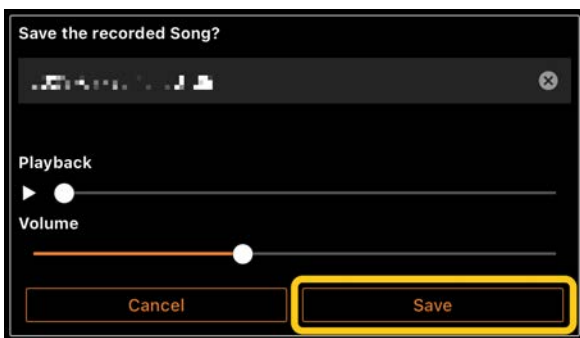 Save the recorded Song?
Playback
Volume
Cancel
Save